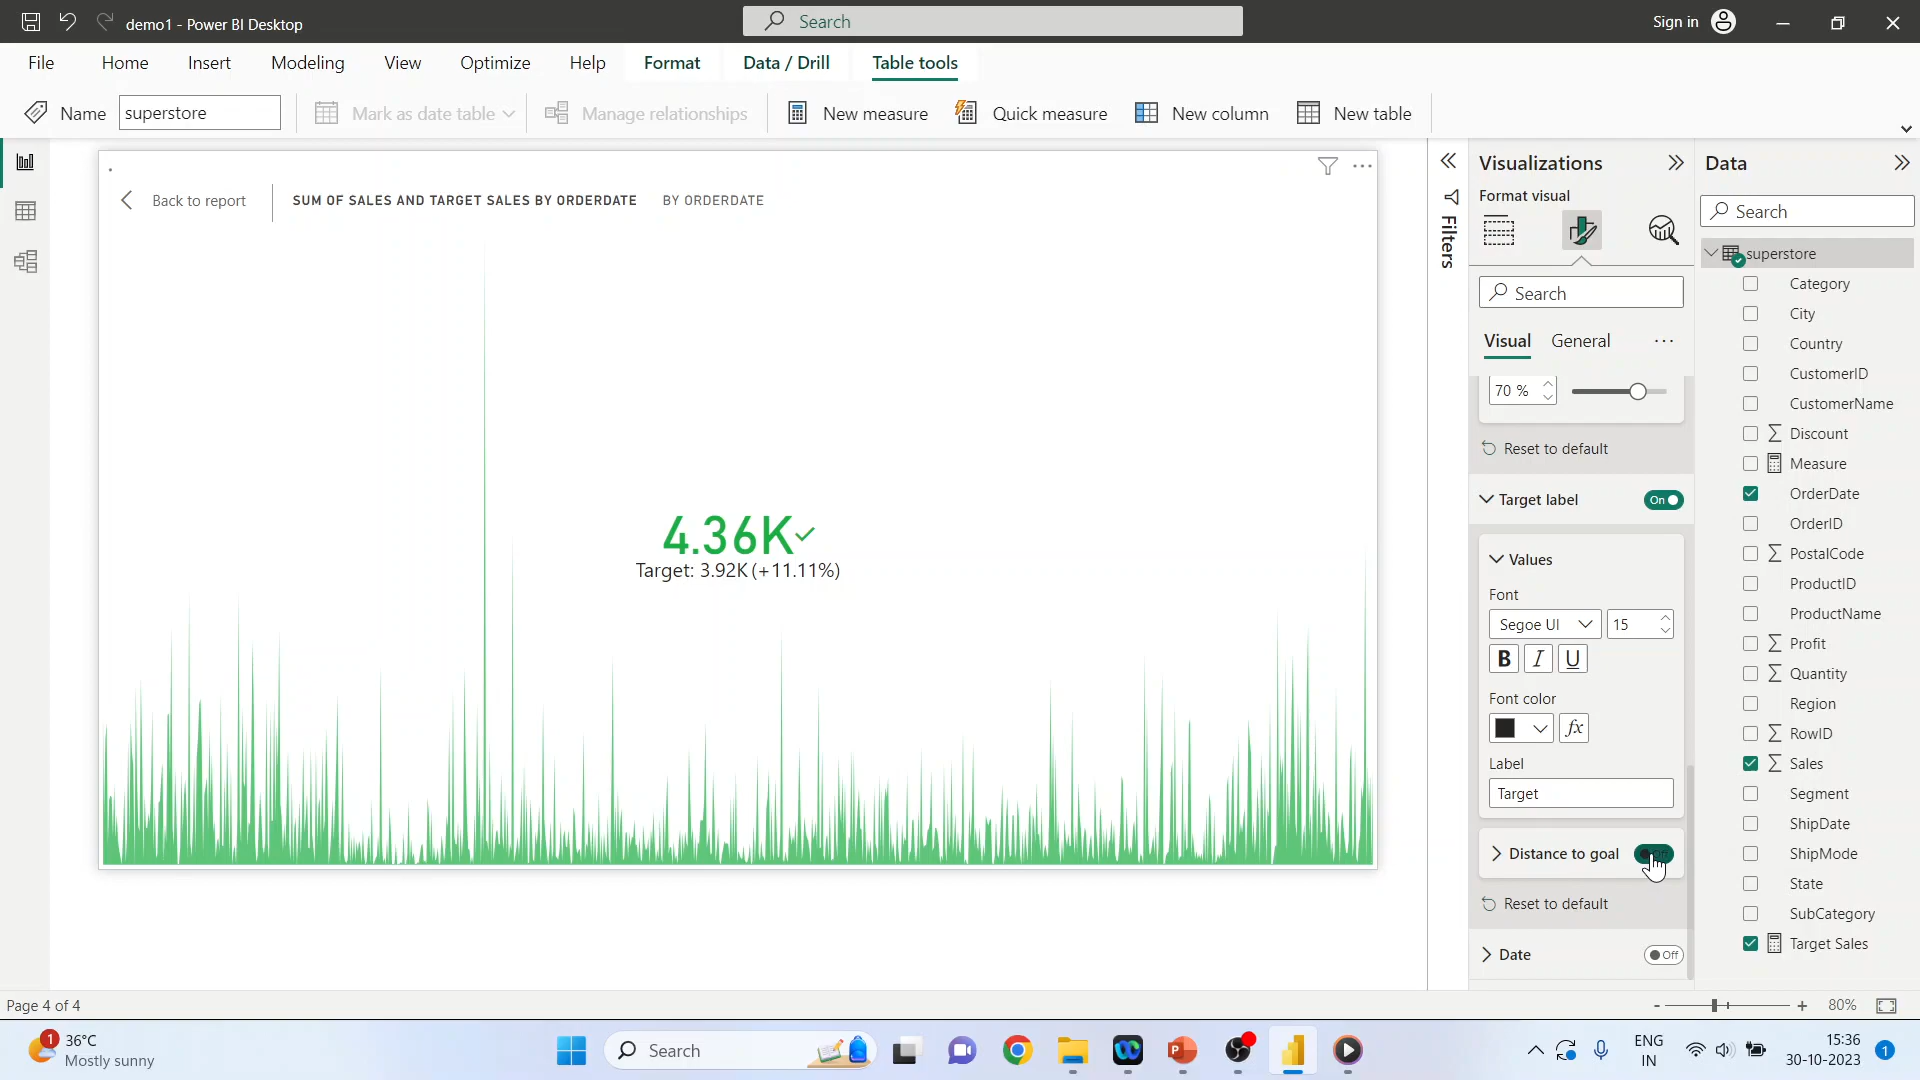 demo1 - Power BI Desktop
Search
Sign in
File Home Insert Modeling View Optimize Help Format Data / Drill Table tools
Name superstore Mark as date table Manage relationships New measure Quick measure New column New table
Back to report SUM OF SALES AND TARGET SALES BY ORDERDATE BY ORDERDATE
4.36K
Target: 3.92K (+11.11%)
Filters
Visualizations
Format visual
Search
Visual General
70 %
Reset to default
Target label On
Values
Font
Segoe UI 15
B I U
Font color
fx
Label
Target
Distance to goal
Reset to default
Date Off
Data
Search
superstore
Category
City
Country
CustomerID
CustomerName
Discount
Measure
OrderDate
OrderID
PostalCode
ProductID
ProductName
Profit
Quantity
Region
RowID
Sales
Segment
ShipDate
ShipMode
State
SubCategory
Target Sales
Page 4 of 4
- + 80%
1
36°C
Mostly sunny
Search
ENG
IN
15:36
30-10-2023
1